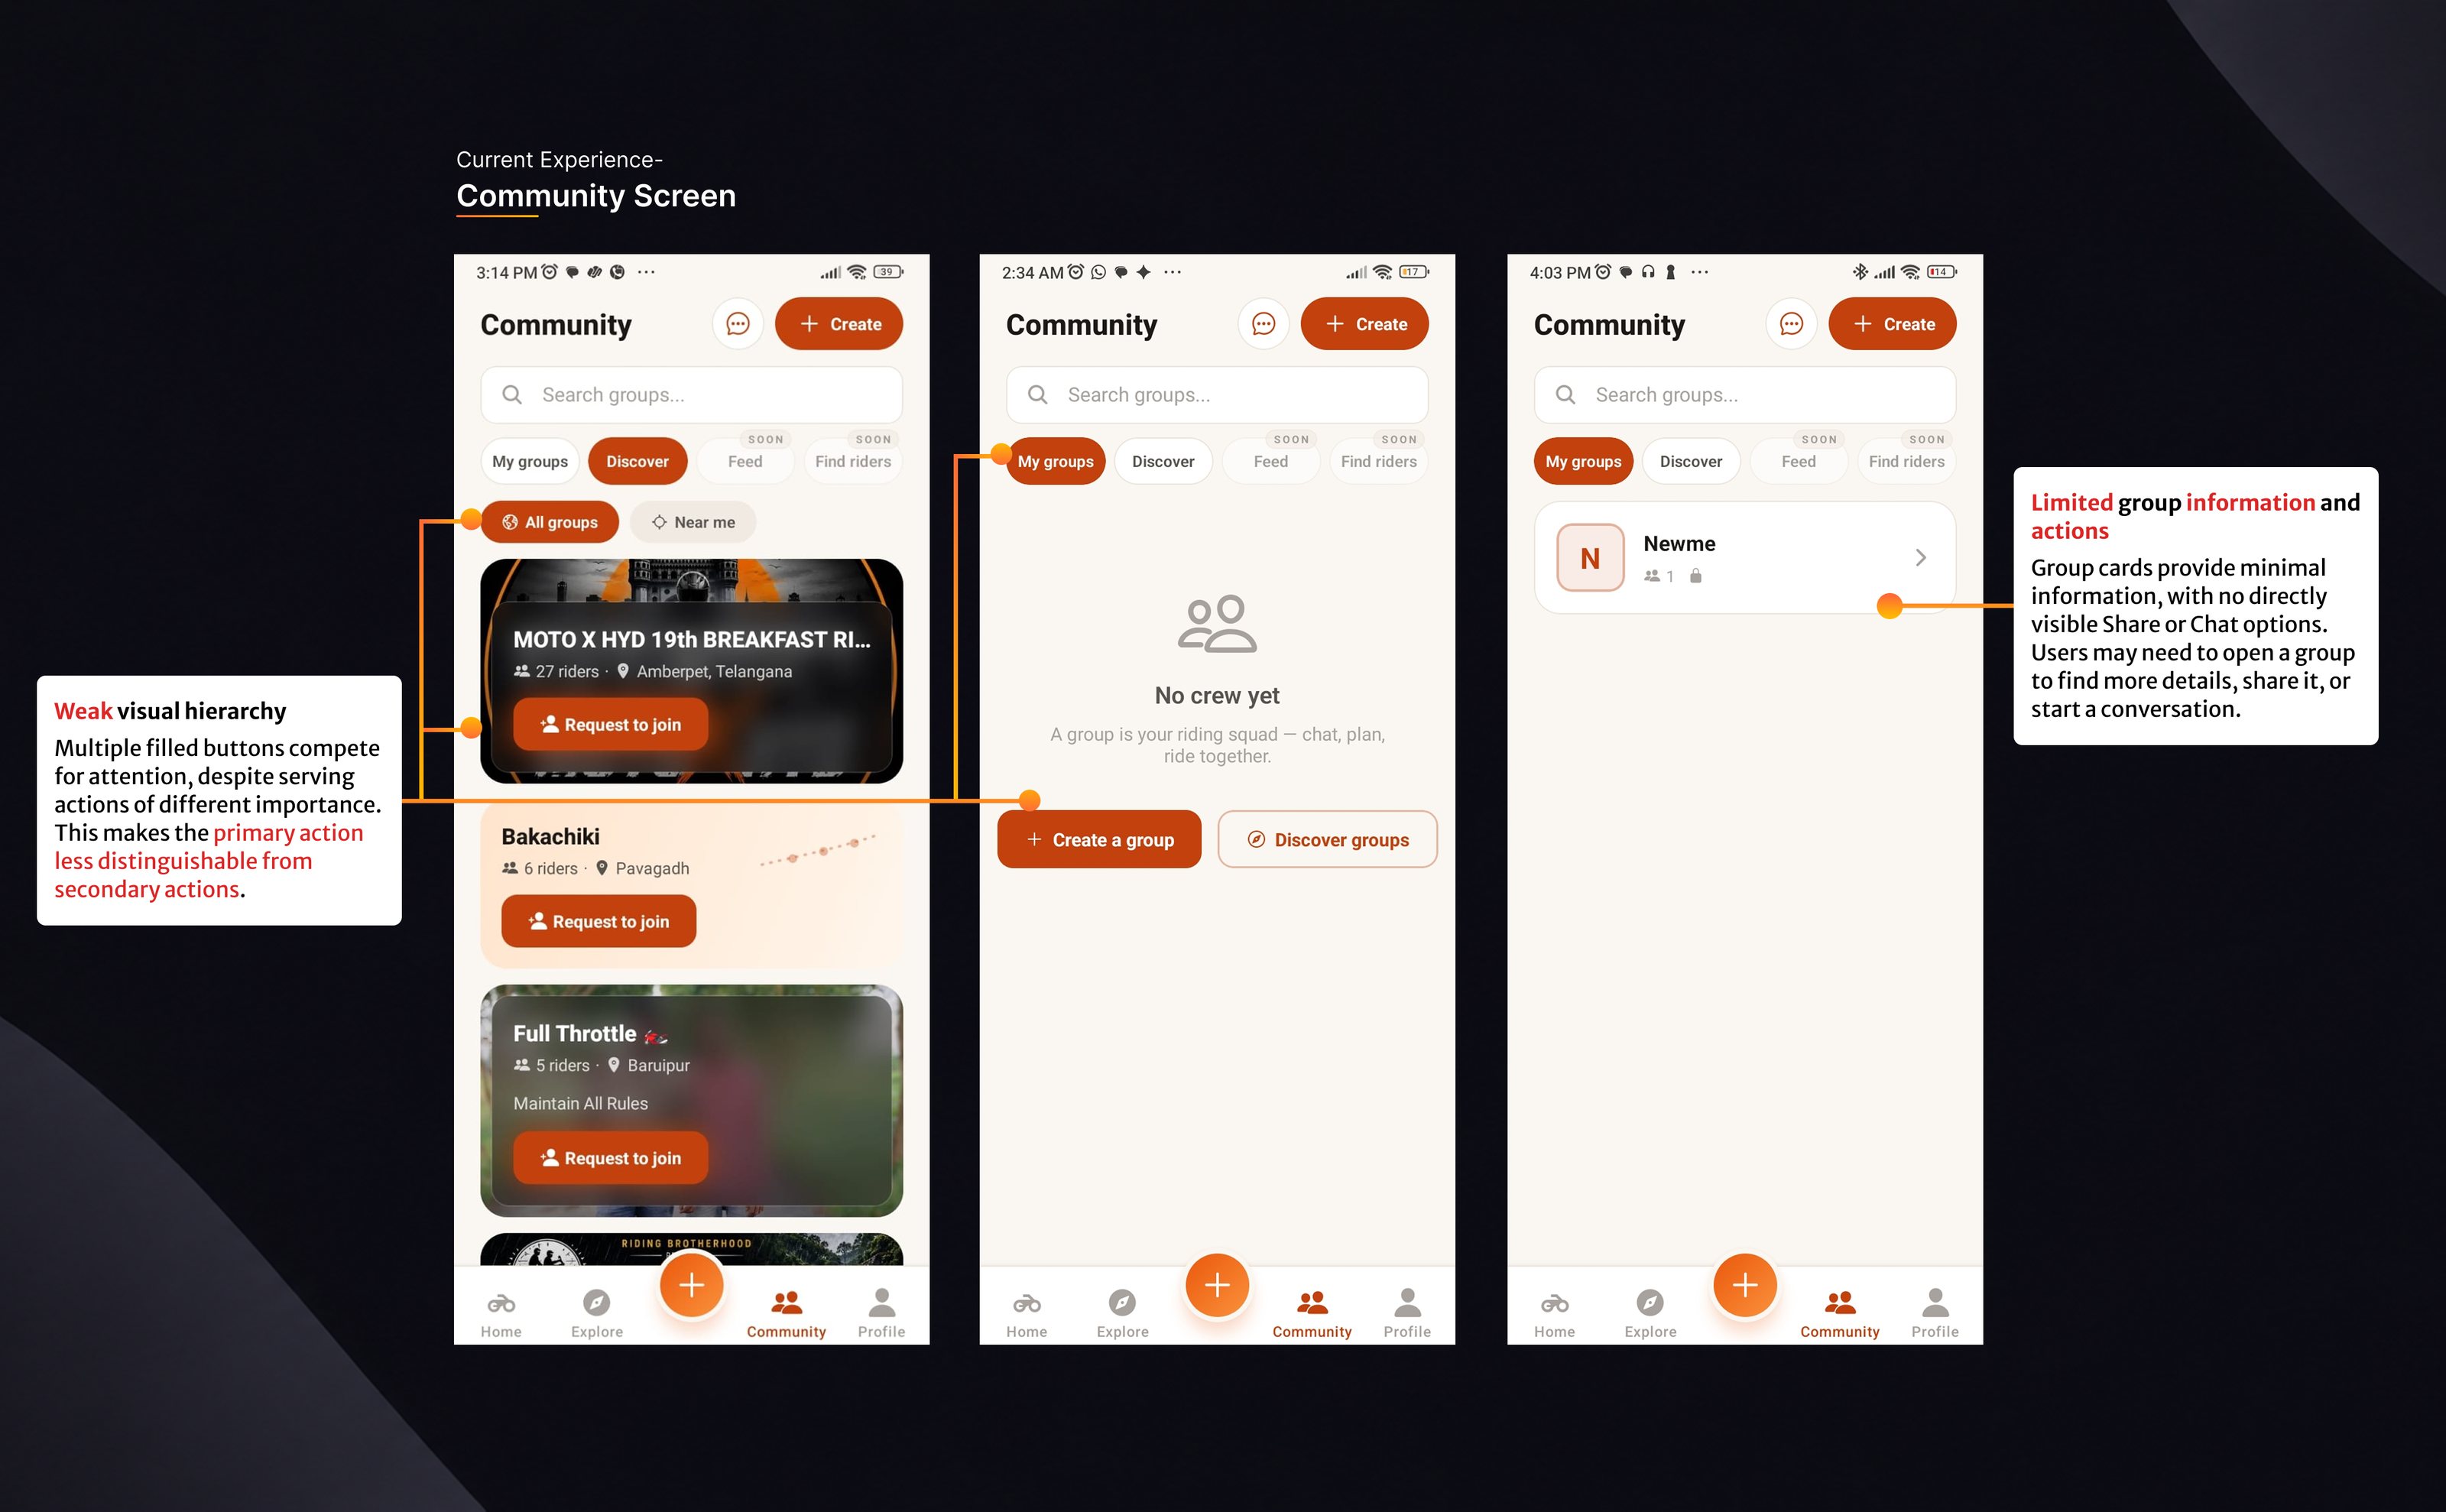 Current Experience-
Community Screen
3:14 PM
39
Community
+ Create
Search groups...
My groups
Discover
SOON
Feed
SOON
Find riders
All groups
Near me
MOTO X HYD 19th BREAKFAST RI...
27 riders · Amberpet, Telangana
Request to join
Bakachiki
6 riders · Pavagadh
Request to join
Full Throttle
5 riders · Baruipur
Maintain All Rules
Request to join
RIDING BROTHERHOOD
Home
Explore
Community
Profile
2:34 AM
17
Community
+ Create
Search groups...
My groups
Discover
SOON
Feed
SOON
Find riders
No crew yet
A group is your riding squad — chat, plan,
ride together.
+ Create a group
Discover groups
Home
Explore
Community
Profile
4:03 PM
14
Community
+ Create
Search groups...
My groups
Discover
SOON
Feed
SOON
Find riders
N
Newme
1
Home
Explore
Community
Profile
Weak visual hierarchy
Multiple filled buttons compete
for attention, despite serving
actions of different importance.
This makes the primary action
less distinguishable from
secondary actions.
Limited group information and
actions
Group cards provide minimal
information, with no directly
visible Share or Chat options.
Users may need to open a group
to find more details, share it, or
start a conversation.